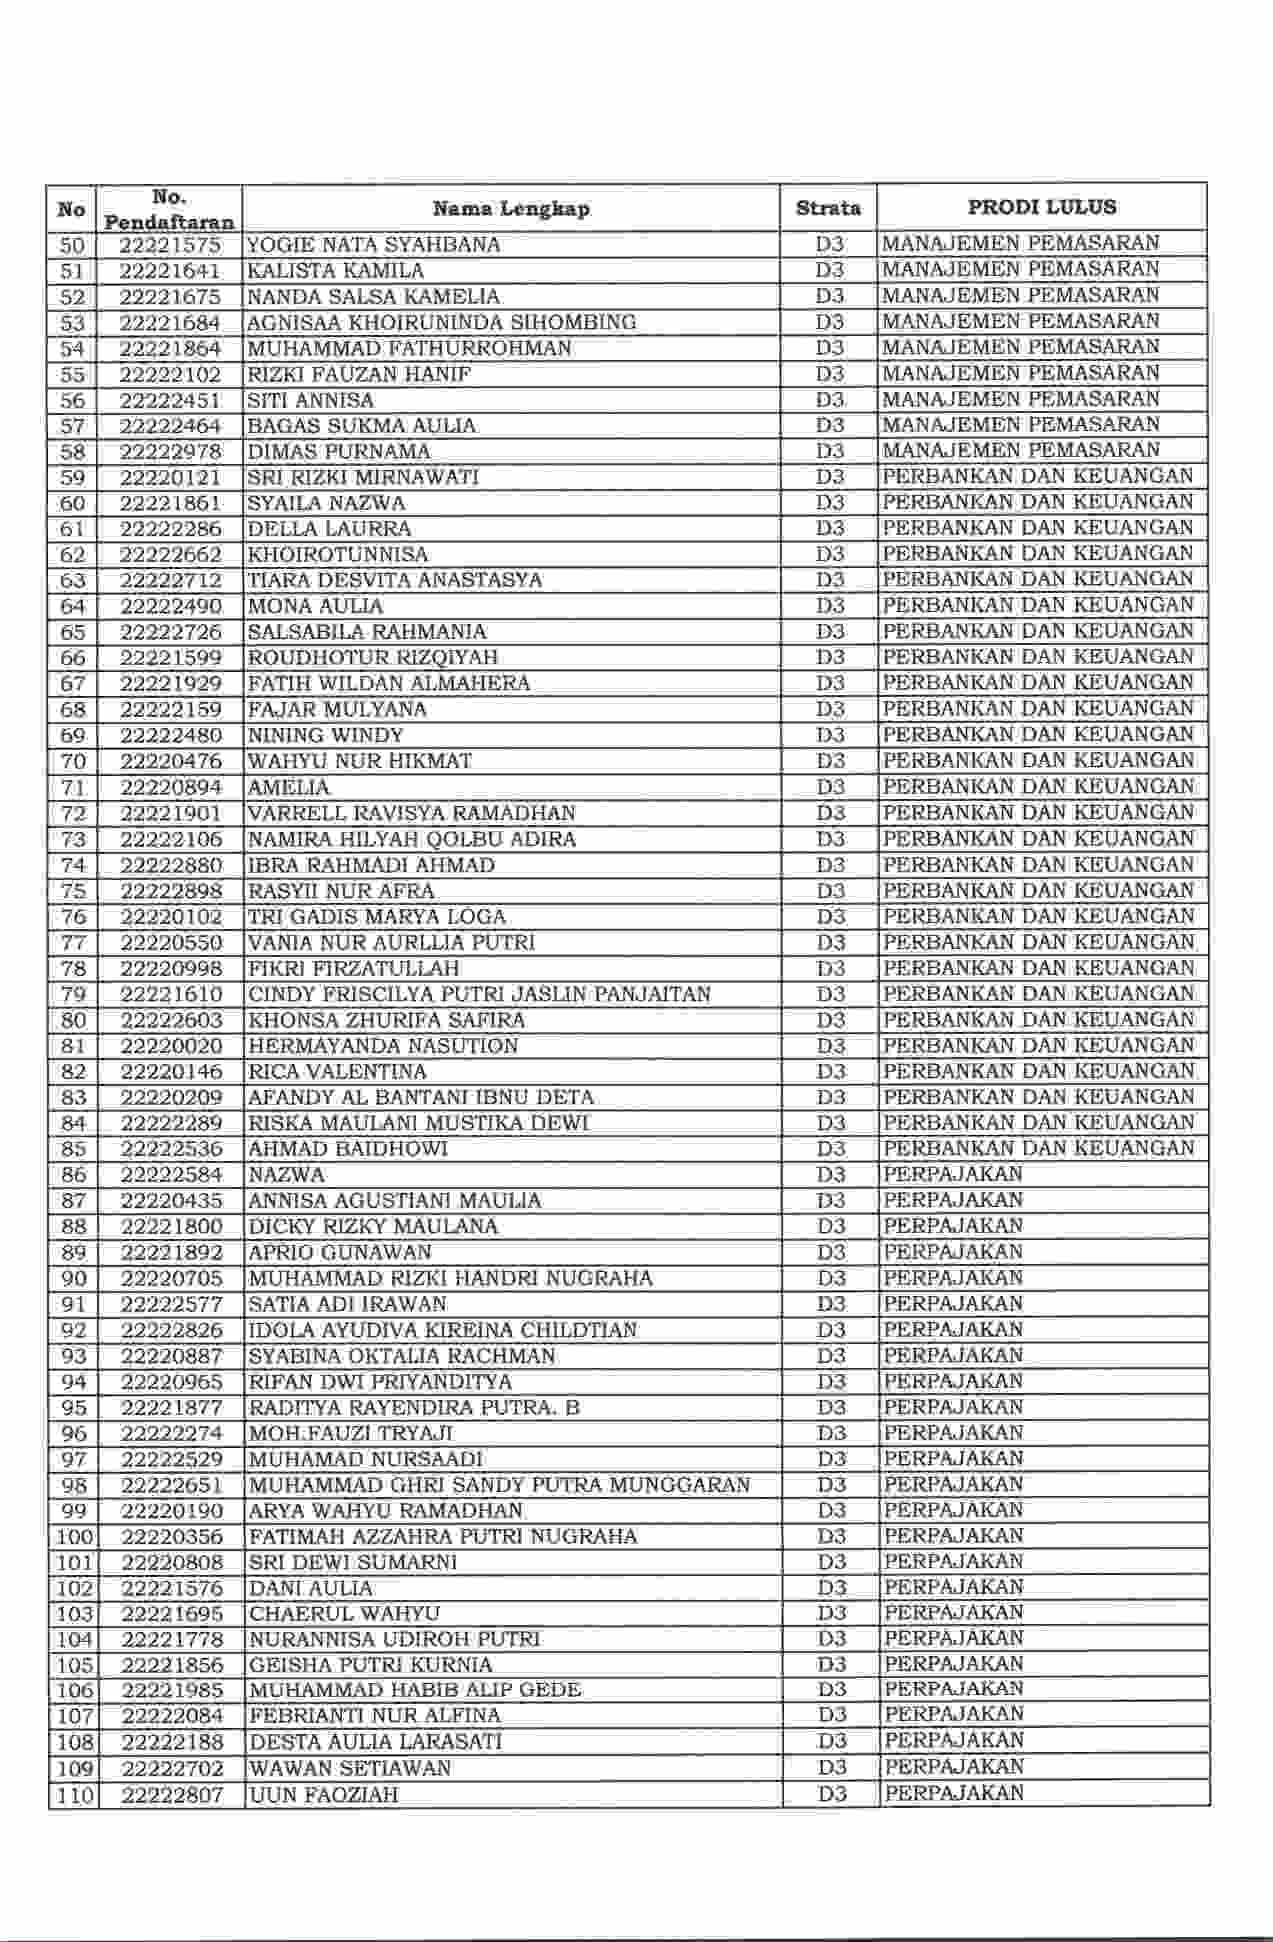 No No. Pendaftaran Nama Lengkap Strata PRODI LULUS
50 22221575 YOGIE NATA SYAHBANA D3 MANAJEMEN PEMASARAN
51 22221641 KALISTA KAMILA D3 MANAJEMEN PEMASARAN
52 22221675 NANDA SALSA KAMELIA D3 MANAJEMEN PEMASARAN
53 22221684 AGNISAA KHOIRUNINDA SIHOMBING D3 MANAJEMEN PEMASARAN
54 22221864 MUHAMMAD FATHURROHMAN D3 MANAJEMEN PEMASARAN
55 22222102 RIZKI FAUZAN HANIF D3 MANAJEMEN PEMASARAN
56 22222451 SITI ANNISA D3 MANAJEMEN PEMASARAN
57 22222464 BAGAS SUKMA AULIA D3 MANAJEMEN PEMASARAN
58 22222978 DIMAS PURNAMA D3 MANAJEMEN PEMASARAN
59 22220121 SRI RIZKI MIRNAWATI D3 PERBANKAN DAN KEUANGAN
60 22221861 SYAILA NAZWA D3 PERBANKAN DAN KEUANGAN
61 22222286 DELLA LAURRA D3 PERBANKAN DAN KEUANGAN
62 22222662 KHOIROTUNNISA D3 PERBANKAN DAN KEUANGAN
63 22222712 TIARA DESVITA ANASTASYA D3 PERBANKAN DAN KEUANGAN
64 22222490 MONA AULIA D3 PERBANKAN DAN KEUANGAN
65 22222726 SALSABILA RAHMANIA D3 PERBANKAN DAN KEUANGAN
66 22221599 ROUDHOTUR RIZQIYAH D3 PERBANKAN DAN KEUANGAN
67 22221929 FATIH WILDAN ALMAHERA D3 PERBANKAN DAN KEUANGAN
68 22222159 FAJAR MULYANA D3 PERBANKAN DAN KEUANGAN
69 22222480 NINING WINDY D3 PERBANKAN DAN KEUANGAN
70 22220476 WAHYU NUR HIKMAT D3 PERBANKAN DAN KEUANGAN
71 22220894 AMELIA D3 PERBANKAN DAN KEUANGAN
72 22221901 VARRELL RAVISYA RAMADHAN D3 PERBANKAN DAN KEUANGAN
73 22222106 NAMIRA HILYAH QOLBU ADIRA D3 PERBANKAN DAN KEUANGAN
74 22222880 IBRA RAHMADI AHMAD D3 PERBANKAN DAN KEUANGAN
75 22222898 RASYII NUR AFRA D3 PERBANKAN DAN KEUANGAN
76 22220102 TRI GADIS MARYA LOGA D3 PERBANKAN DAN KEUANGAN
77 22220550 VANIA NUR AURLLIA PUTRI D3 PERBANKAN DAN KEUANGAN
78 22220998 FIKRI FIRZATULLAH D3 PERBANKAN DAN KEUANGAN
79 22221610 CINDY FRISCILYA PUTRI JASLIN PANJAITAN D3 PERBANKAN DAN KEUANGAN
80 22222603 KHONSA ZHURIFA SAFIRA D3 PERBANKAN DAN KEUANGAN
81 22220020 HERMAYANDA NASUTION D3 PERBANKAN DAN KEUANGAN
82 22220146 RICA VALENTINA D3 PERBANKAN DAN KEUANGAN
83 22220209 AFANDY AL BANTANI IBNU DETA D3 PERBANKAN DAN KEUANGAN
84 22222289 RISKA MAULANI MUSTIKA DEWI D3 PERBANKAN DAN KEUANGAN
85 22222536 AHMAD BAIDHOWI D3 PERBANKAN DAN KEUANGAN
86 22222584 NAZWA D3 PERPAJAKAN
87 22220435 ANNISA AGUSTIANI MAULIA D3 PERPAJAKAN
88 22221800 DICKY RIZKY MAULANA D3 PERPAJAKAN
89 22221892 APRIO GUNAWAN D3 PERPAJAKAN
90 22220705 MUHAMMAD RIZKI HANDRI NUGRAHA D3 PERPAJAKAN
91 22222577 SATIA ADI IRAWAN D3 PERPAJAKAN
92 22222826 IDOLA AYUDIVA KIREINA CHILDTIAN D3 PERPAJAKAN
93 22220887 SYABINA OKTALIA RACHMAN D3 PERPAJAKAN
94 22220965 RIFAN DWI PRIYANDITYA D3 PERPAJAKAN
95 22221877 RADITYA RAYENDIRA PUTRA. B D3 PERPAJAKAN
96 22222274 MOH.FAUZI TRYAJI D3 PERPAJAKAN
97 22222529 MUHAMAD NURSAADI D3 PERPAJAKAN
98 22222651 MUHAMMAD GHRI SANDY PUTRA MUNGGARAN D3 PERPAJAKAN
99 22220190 ARYA WAHYU RAMADHAN D3 PERPAJAKAN
100 22220356 FATIMAH AZZAHRA PUTRI NUGRAHA D3 PERPAJAKAN
101 22220808 SRI DEWI SUMARNI D3 PERPAJAKAN
102 22221576 DANI AULIA D3 PERPAJAKAN
103 22221695 CHAERUL WAHYU D3 PERPAJAKAN
104 22221778 NURANNISA UDIROH PUTRI D3 PERPAJAKAN
105 22221856 GEISHA PUTRI KURNIA D3 PERPAJAKAN
106 22221985 MUHAMMAD HABIB ALIP GEDE D3 PERPAJAKAN
107 22222084 FEBRIANTI NUR ALFINA D3 PERPAJAKAN
108 22222188 DESTA AULIA LARASATI D3 PERPAJAKAN
109 22222702 WAWAN SETIAWAN D3 PERPAJAKAN
110 22222807 UUN FAOZIAH D3 PERPAJAKAN